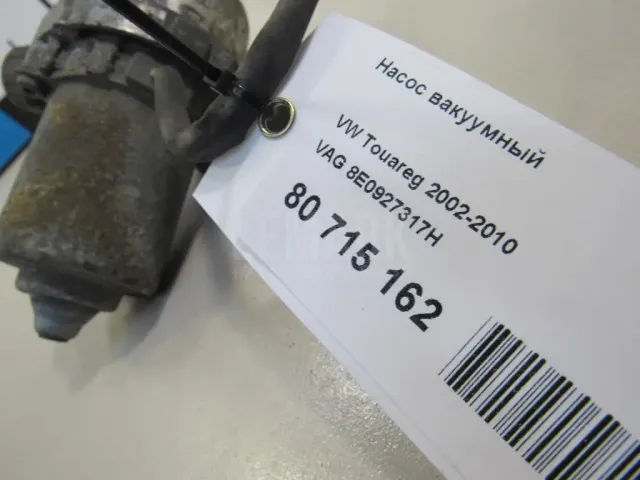 Насос вакуумный
VW Touareg 2002-2010
VAG 8E0927317H
80 715 162